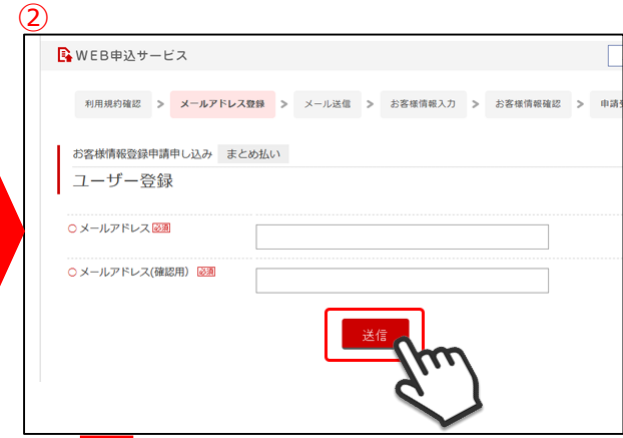 ②
WEB申込サービス
利用規約確認 > メールアドレス登録 > メール送信 > お客様情報入力 > お客様情報確認 > 申請
お客様情報登録申請申し込み まとめ払い
ユーザー登録
メールアドレス 必須
メールアドレス(確認用) 必須
送信